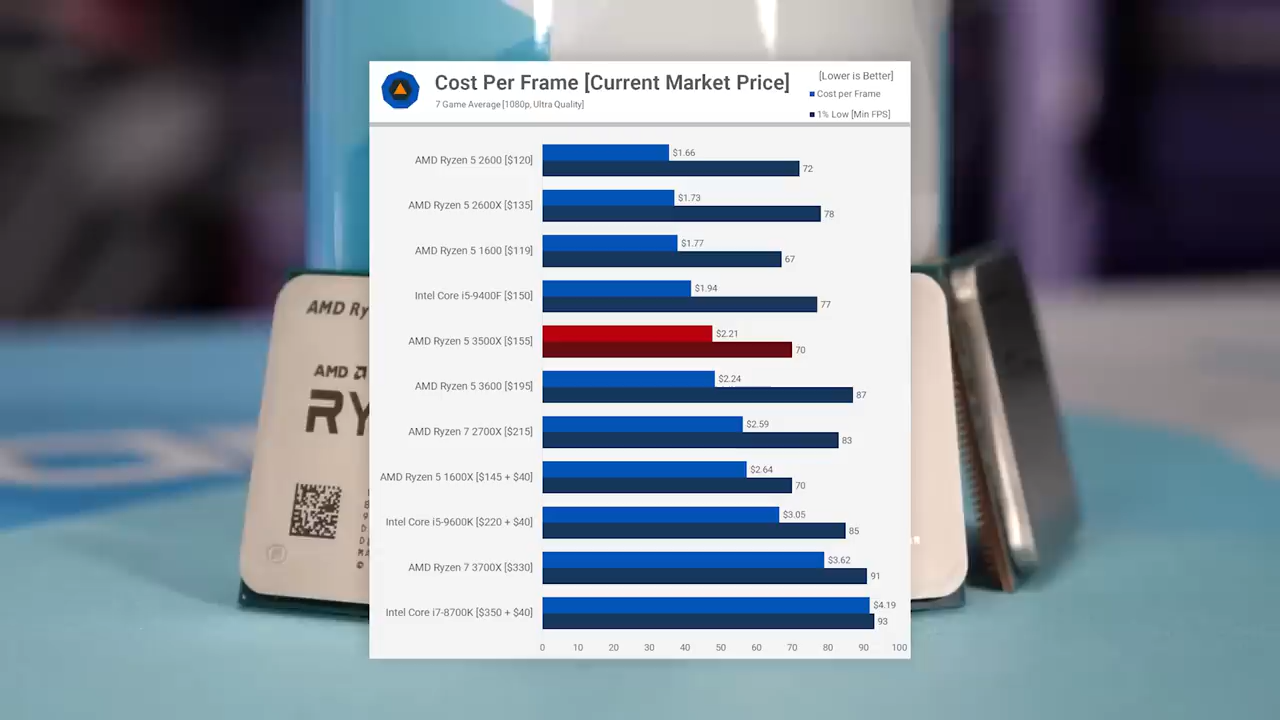 Cost Per Frame [Current Market Price]
7 Game Average [1080p, Ultra Quality]
[Lower is Better]
Cost per Frame
1% Low [Min FPS]
AMD Ryzen 5 2600 [$120]
$1.66
72
AMD Ryzen 5 2600X [$135]
$1.73
78
AMD Ryzen 5 1600 [$119]
$1.77
67
Intel Core i5-9400F [$150]
$1.94
77
AMD Ryzen 5 3500X [$155]
$2.21
70
AMD Ryzen 5 3600 [$195]
$2.24
87
AMD Ryzen 7 2700X [$215]
$2.59
83
AMD Ryzen 5 1600X [$145 + $40]
$2.64
70
Intel Core i5-9600K [$220 + $40]
$3.05
85
AMD Ryzen 7 3700X [$330]
$3.62
91
Intel Core i7-8700K [$350 + $40]
$4.19
93
0 10 20 30 40 50 60 70 80 90 100
AMD Ry
AMD
RY